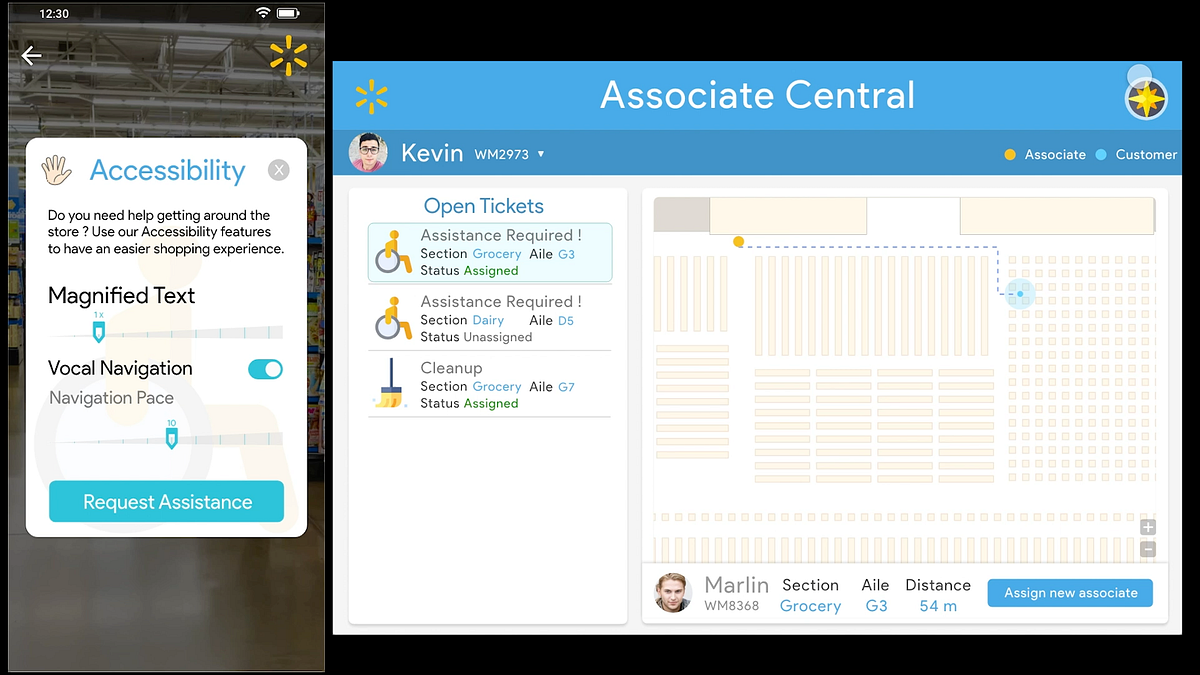 12:30
Accessibility
X
Do you need help getting around the
store ? Use our Accessibility features
to have an easier shopping experience.
Magnified Text
1 x
Vocal Navigation
Navigation Pace
10
Request Assistance
Associate Central
Kevin WM2973 ▼
Associate Customer
Open Tickets
Assistance Required !
Section Grocery Aile G3
Status Assigned
Assistance Required !
Section Dairy Aile D5
Status Unassigned
Cleanup
Section Grocery Aile G7
Status Assigned
+
-
Marlin
WM8368
Section Aile Distance
Grocery G3 54 m
Assign new associate